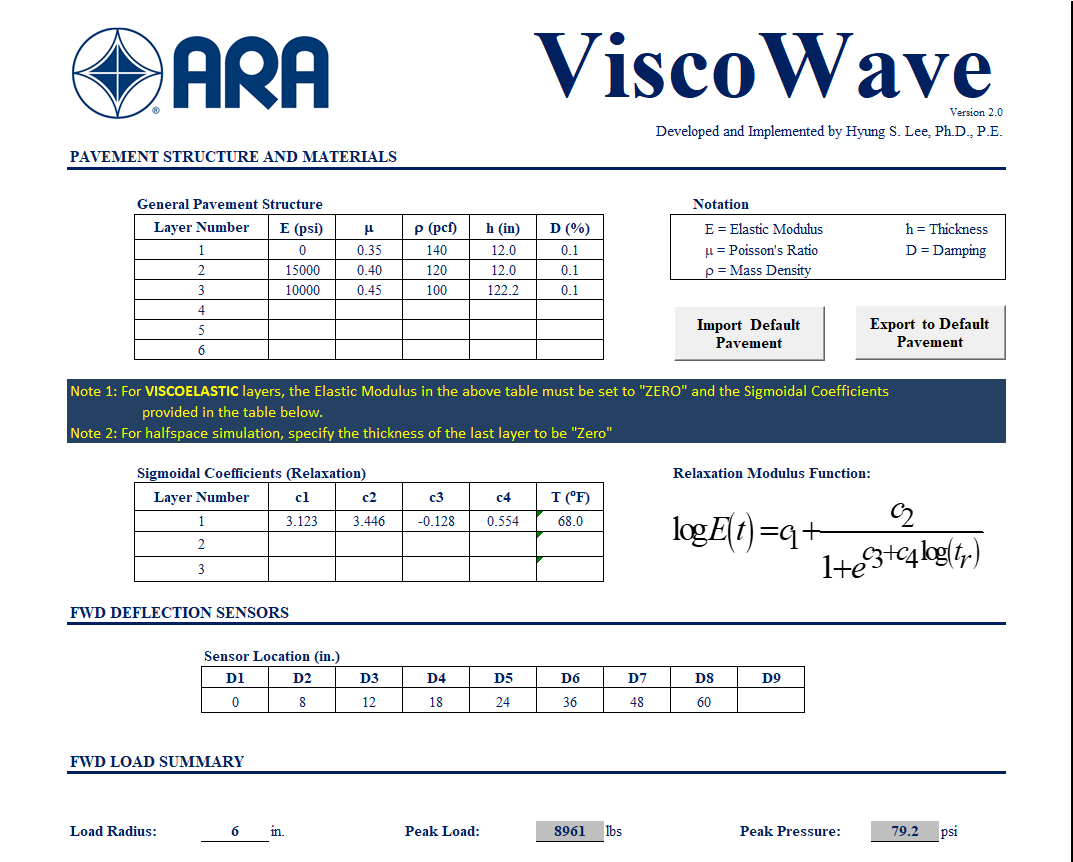 ARA
®
ViscoWave
Version 2.0
Developed and Implemented by Hyung S. Lee, Ph.D., P.E.
PAVEMENT STRUCTURE AND MATERIALS
General Pavement Structure
Layer Number E (psi) μ ρ (pcf) h (in) D (%)
1 0 0.35 140 12.0 0.1
2 15000 0.40 120 12.0 0.1
3 10000 0.45 100 122.2 0.1
4
5
6
Notation
E = Elastic Modulus h = Thickness
μ = Poisson's Ratio D = Damping
ρ = Mass Density
Import Default
Pavement
Export to Default
Pavement
Note 1: For VISCOELASTIC layers, the Elastic Modulus in the above table must be set to "ZERO" and the Sigmoidal Coefficients
provided in the table below.
Note 2: For halfspace simulation, specify the thickness of the last layer to be "Zero"
Sigmoidal Coefficients (Relaxation)
Layer Number c1 c2 c3 c4 T (°F)
1 3.123 3.446 -0.128 0.554 68.0
2
3
Relaxation Modulus Function:
log E(t) = c₁ + c₂ / (1+e^(c₃+c₄ log(tᵣ)))
FWD DEFLECTION SENSORS
Sensor Location (in.)
D1 D2 D3 D4 D5 D6 D7 D8 D9
0 8 12 18 24 36 48 60
FWD LOAD SUMMARY
Load Radius: 6 in. Peak Load: 8961 lbs Peak Pressure: 79.2 psi